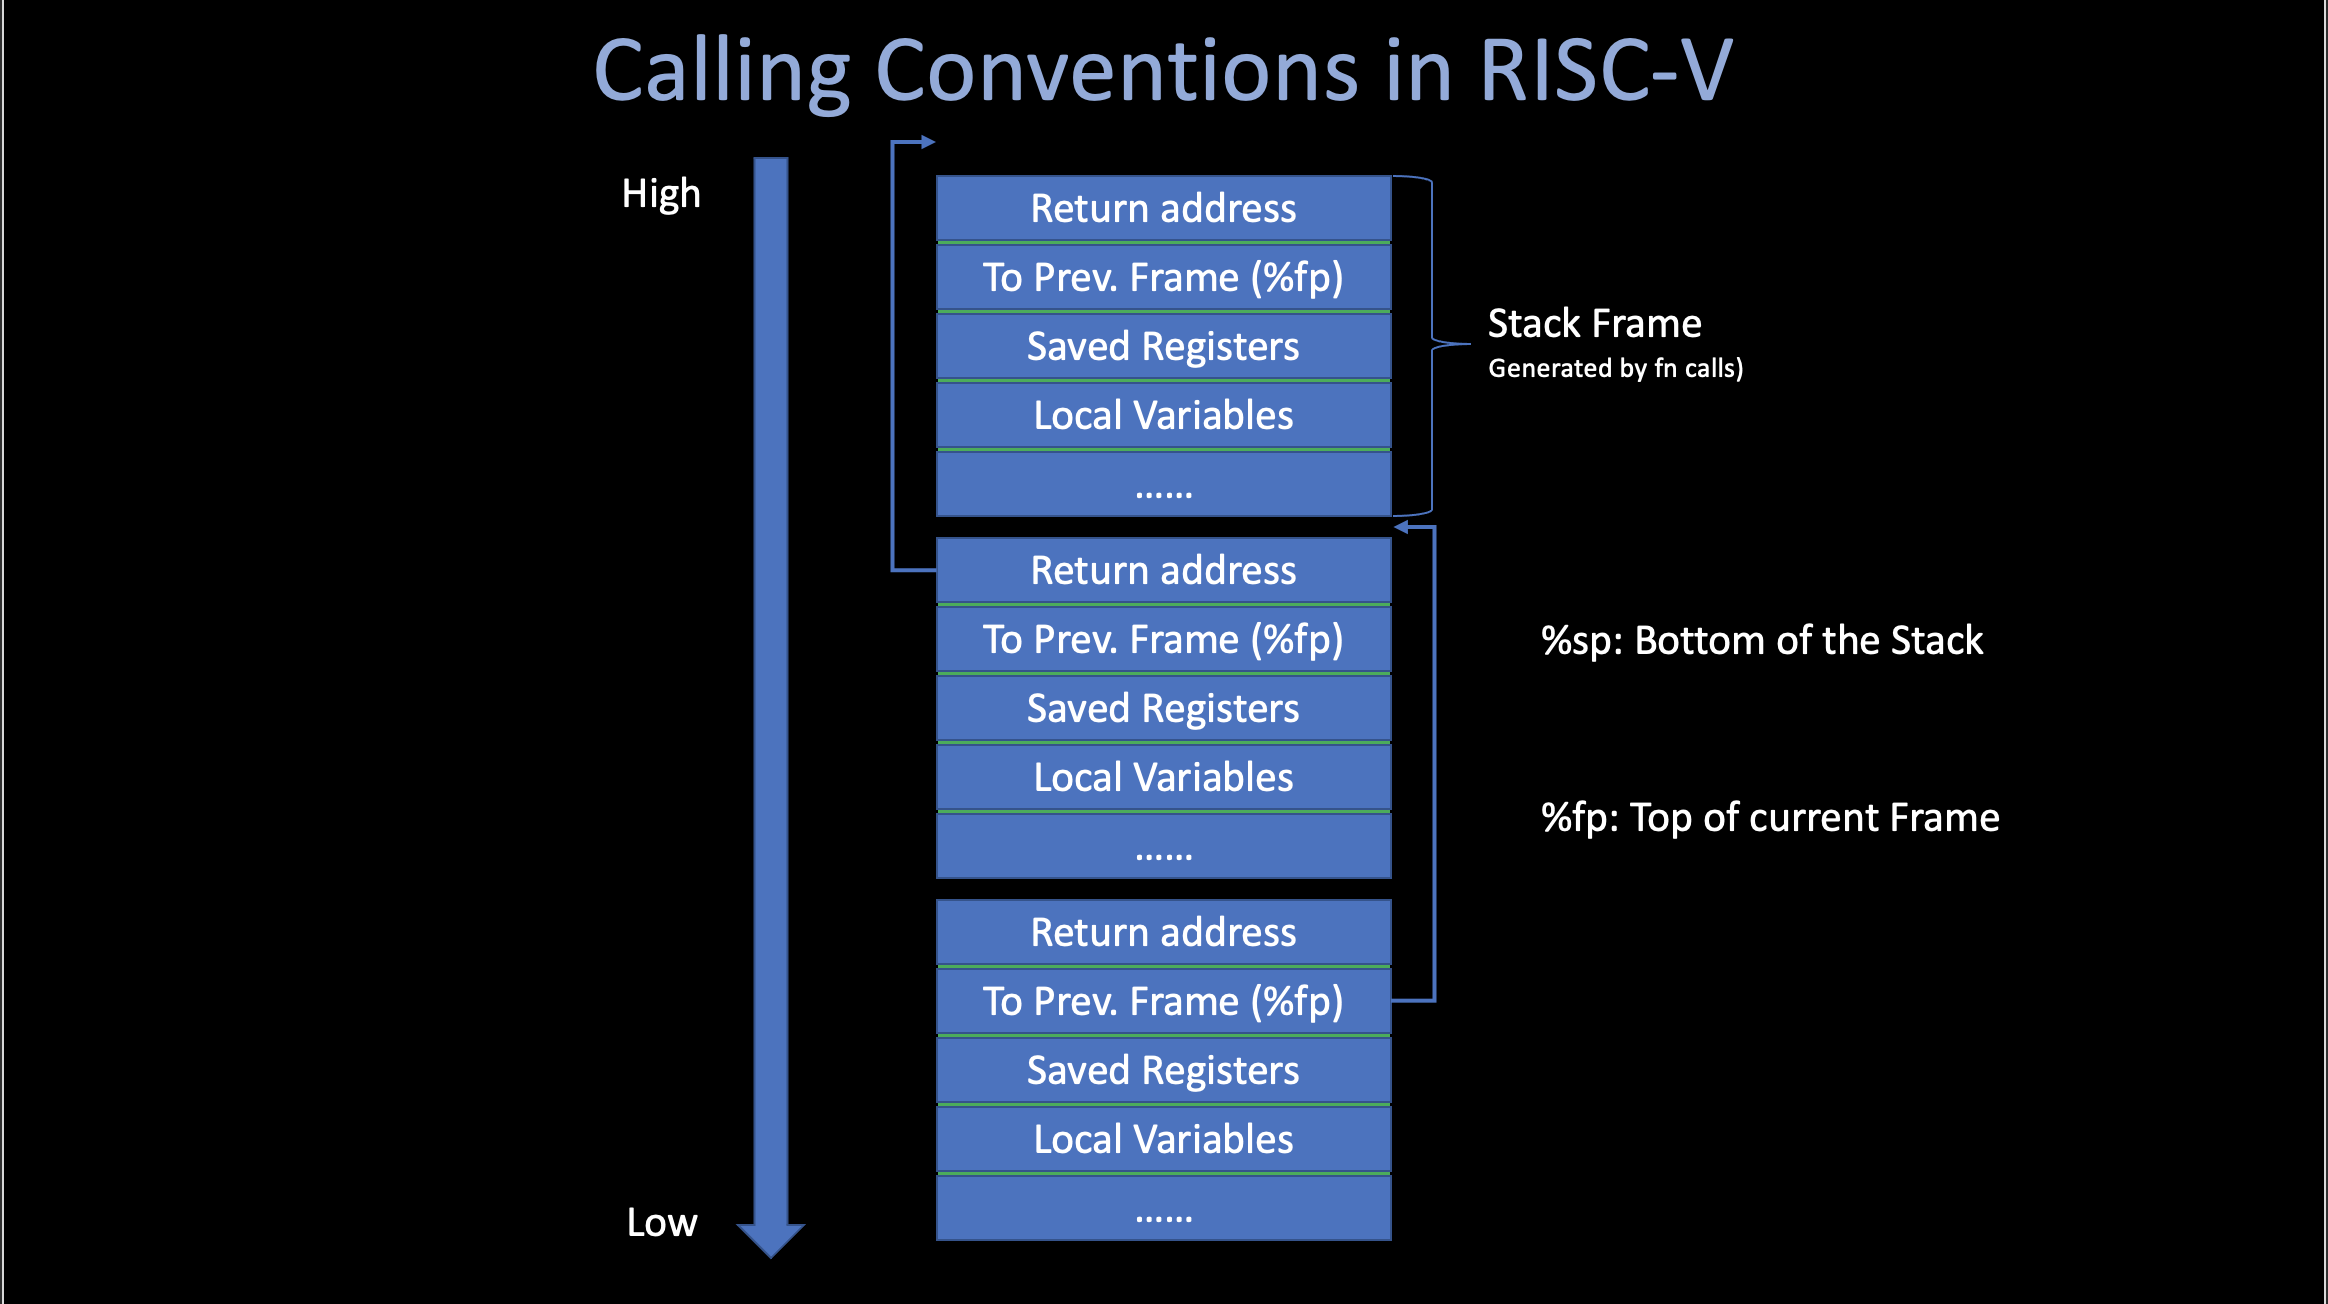 Calling Conventions in RISC-V
High
Return address
To Prev. Frame (%fp)
Saved Registers
Local Variables
......
Stack Frame
Generated by fn calls)
Return address
To Prev. Frame (%fp)
Saved Registers
Local Variables
......
%sp: Bottom of the Stack
%fp: Top of current Frame
Return address
To Prev. Frame (%fp)
Saved Registers
Local Variables
......
Low